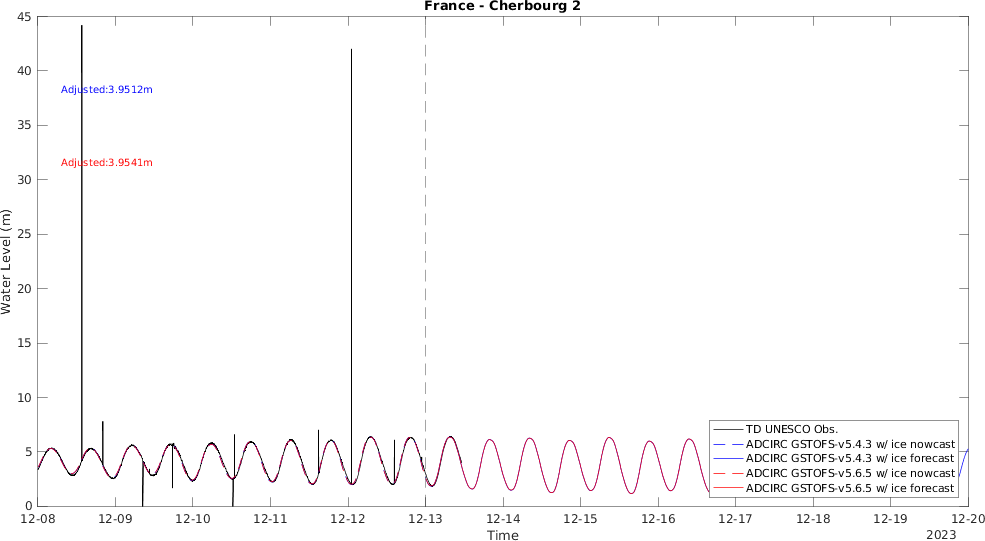 France - Cherbourg 2
45
40
35
30
25
20
15
10
5
0
Water Level (m)
Adjusted:3.9512m
Adjusted:3.9541m
TD UNESCO Obs.
ADCIRC GSTOFS-v5.4.3 w/ ice nowcast
ADCIRC GSTOFS-v5.4.3 w/ ice forecast
ADCIRC GSTOFS-v5.6.5 w/ ice nowcast
ADCIRC GSTOFS-v5.6.5 w/ ice forecast
12-08 12-09 12-10 12-11 12-12 12-13 12-14 12-15 12-16 12-17 12-18 12-19 12-20
Time
2023